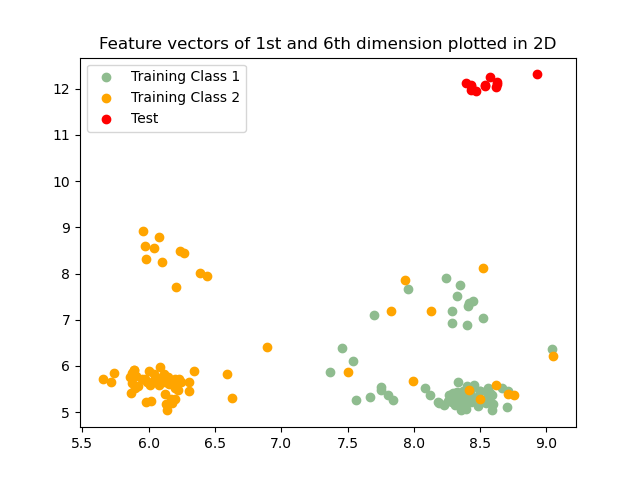 Feature vectors of 1st and 6th dimension plotted in 2D
Training Class 1
Training Class 2
Test
12
11
10
9
8
7
6
5
5.5 6.0 6.5 7.0 7.5 8.0 8.5 9.0